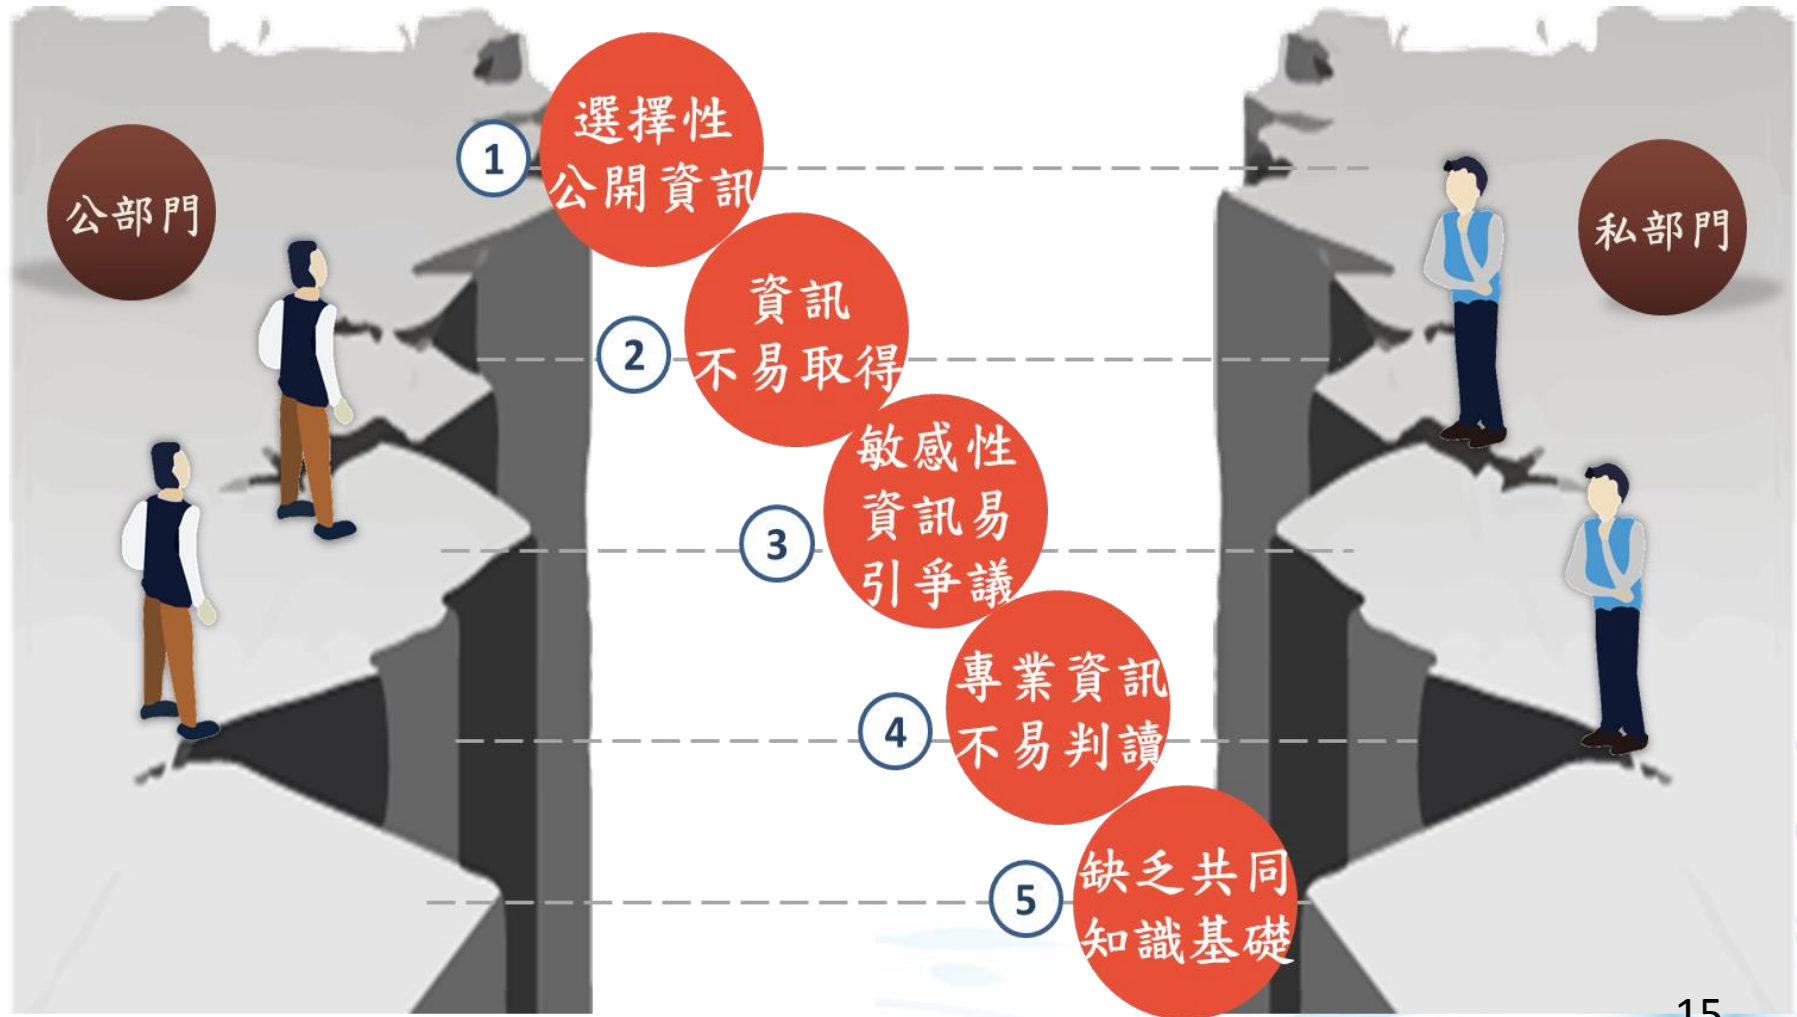 公部門
私部門
1
選擇性
公開資訊
2
資訊
不易取得
3
敏感性
資訊易
引爭議
4
專業資訊
不易判讀
5
缺乏共同
知識基礎
15